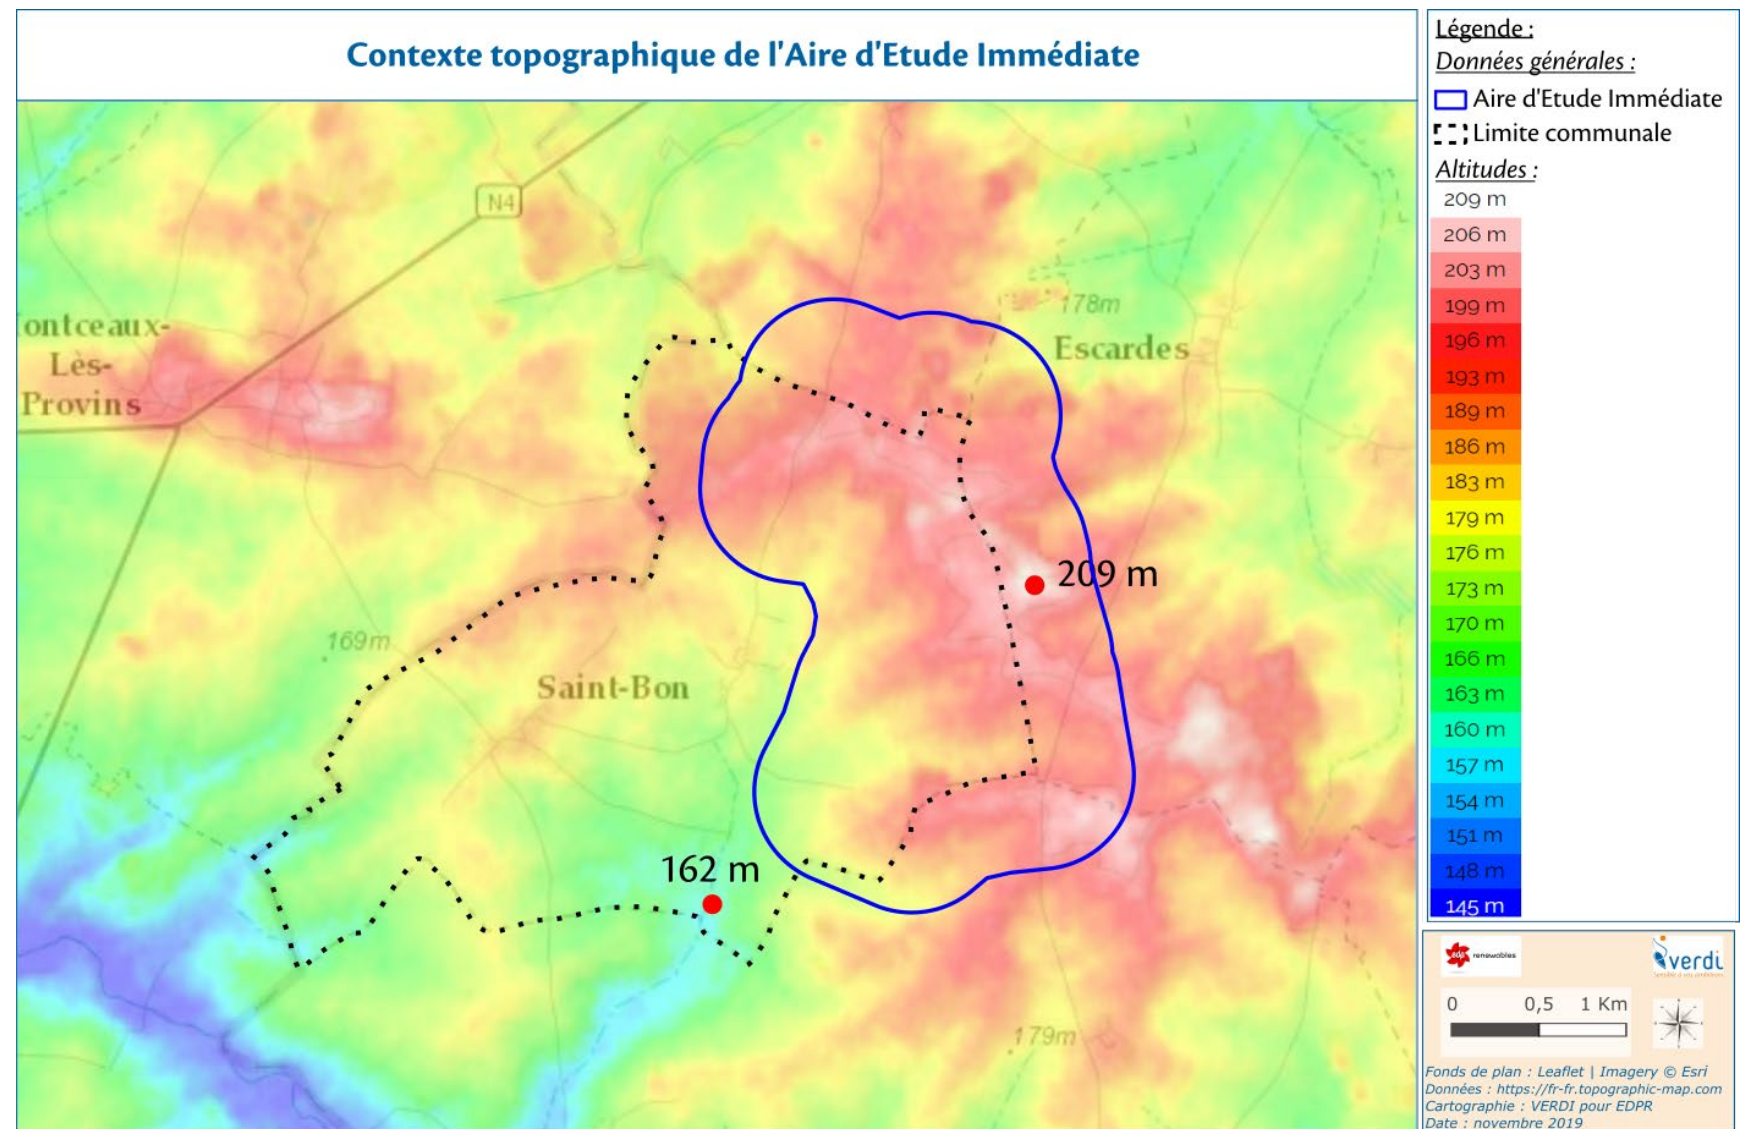 Contexte topographique de l'Aire d'Etude Immédiate
N4
ontceaux-
Lès-
Provins
178m
Escardes
209 m
169m
Saint-Bon
162 m
179m
Légende :
Données générales :
Aire d'Etude Immédiate
Limite communale
Altitudes :
209 m
206 m
203 m
199 m
196 m
193 m
189 m
186 m
183 m
179 m
176 m
173 m
170 m
166 m
163 m
160 m
157 m
154 m
151 m
148 m
145 m
edp renewables
verdi
0 0,5 1 Km
Fonds de plan : Leaflet | Imagery © Esri
Données : https://fr-fr.topographic-map.com
Cartographie : VERDI pour EDPR
Date : novembre 2019